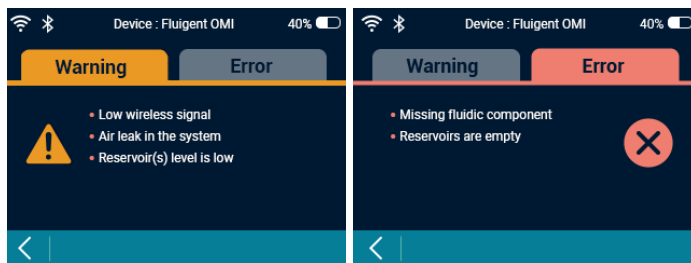 Device : Fluigent OMI 40%
Warning Error
• Low wireless signal
• Air leak in the system
• Reservoir(s) level is low
Device : Fluigent OMI 40%
Warning Error
• Missing fluidic component
• Reservoirs are empty